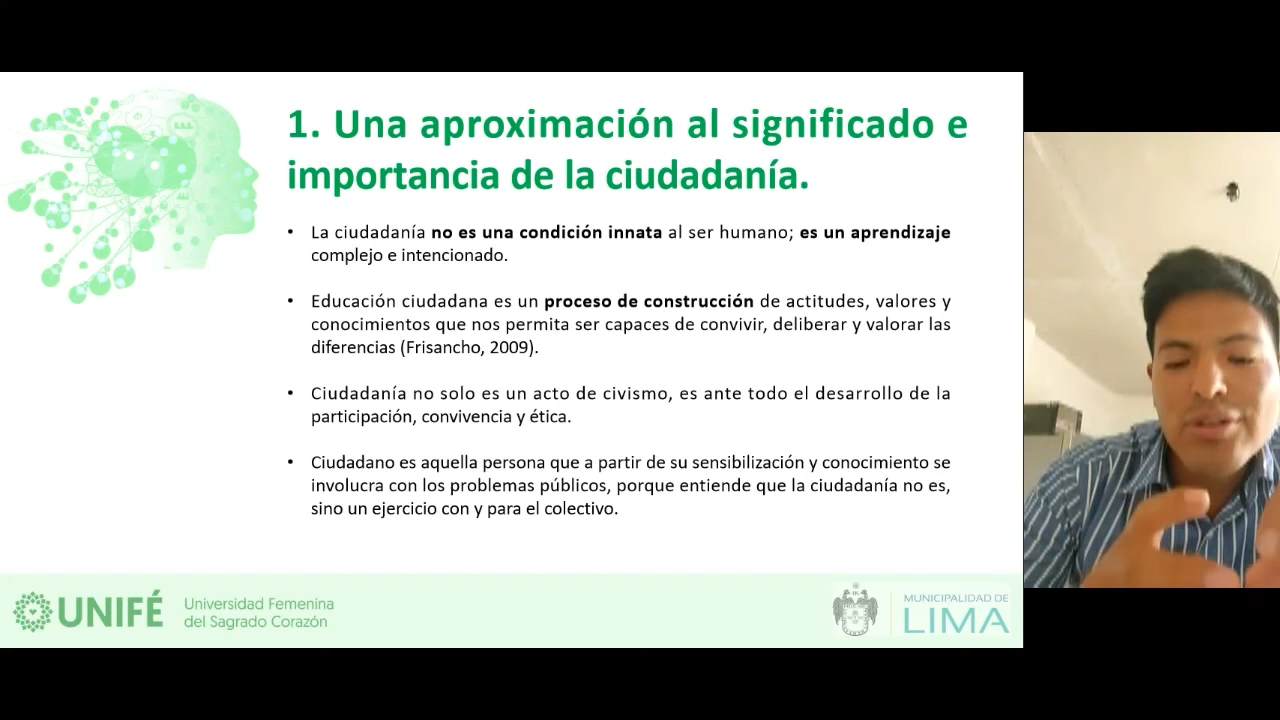 1. Una aproximación al significado e
importancia de la ciudadanía.
• La ciudadanía no es una condición innata al ser humano; es un aprendizaje
complejo e intencionado.
• Educación ciudadana es un proceso de construcción de actitudes, valores y
conocimientos que nos permita ser capaces de convivir, deliberar y valorar las
diferencias (Frisancho, 2009).
• Ciudadanía no solo es un acto de civismo, es ante todo el desarrollo de la
participación, convivencia y ética.
• Ciudadano es aquella persona que a partir de su sensibilización y conocimiento se
involucra con los problemas públicos, porque entiende que la ciudadanía no es,
sino un ejercicio con y para el colectivo.
UNIFÉ
Universidad Femenina
del Sagrado Corazón
MUNICIPALIDAD DE
LIMA